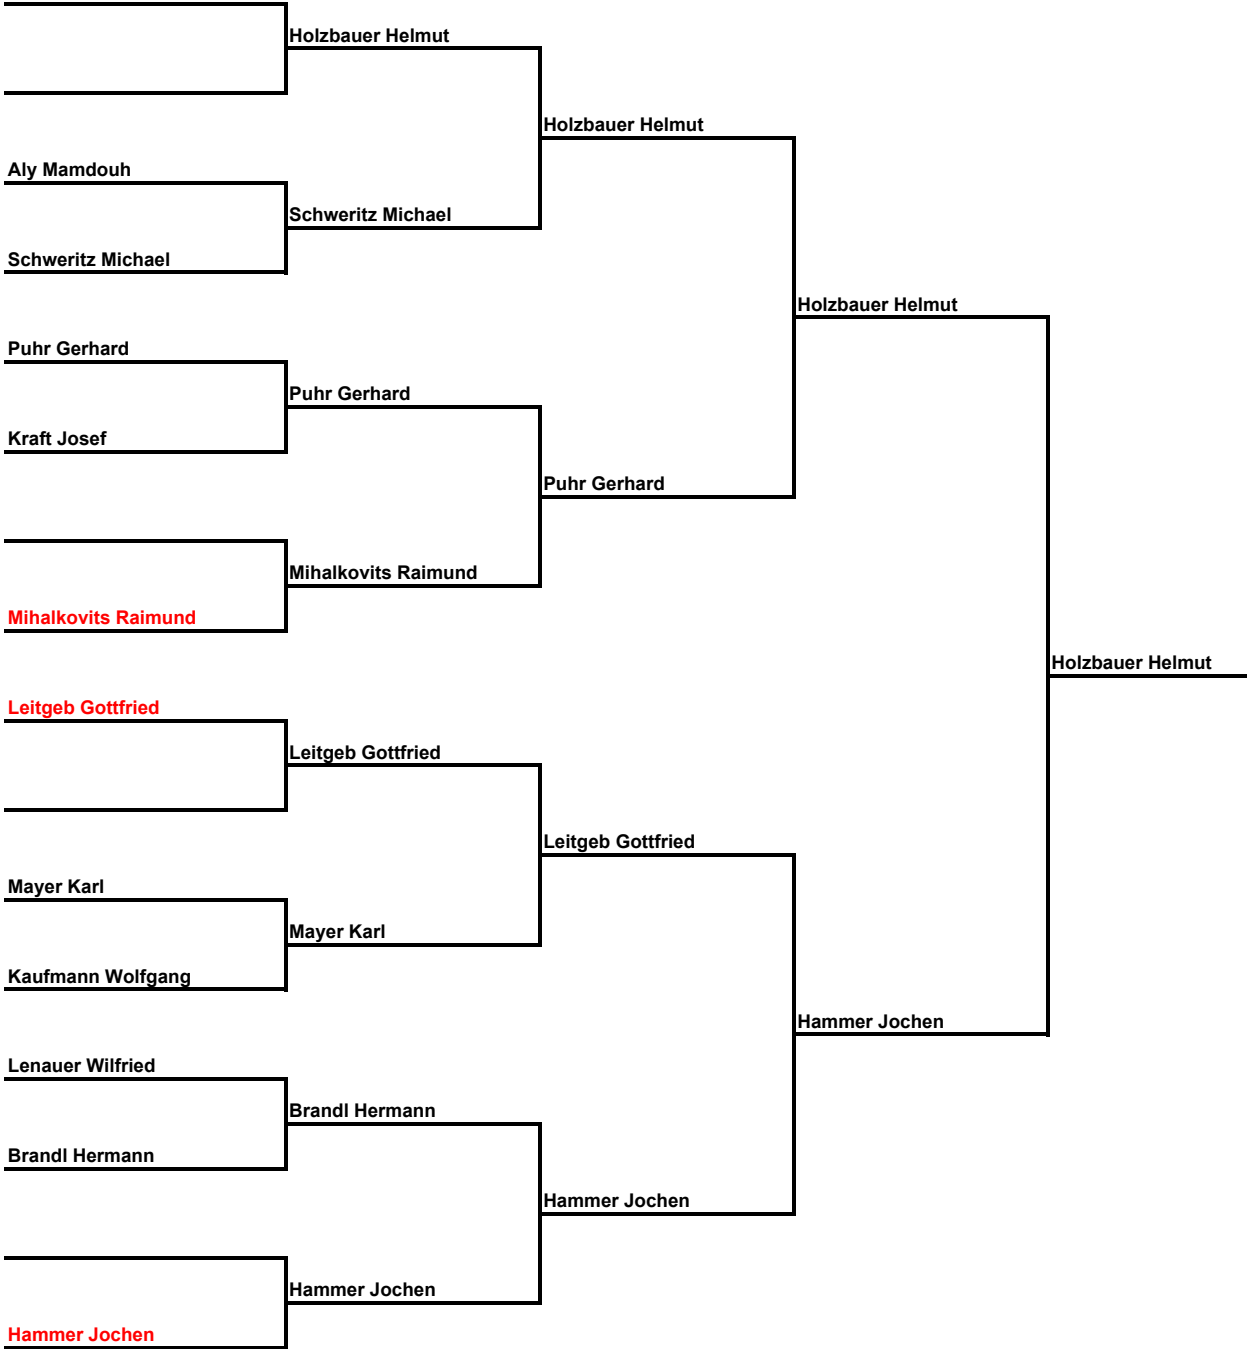 Holzbauer Helmut
Holzbauer Helmut
Aly Mamdouh
Schweritz Michael
Schweritz Michael
Holzbauer Helmut
Puhr Gerhard
Puhr Gerhard
Kraft Josef
Puhr Gerhard
Mihalkovits Raimund
Mihalkovits Raimund
Holzbauer Helmut
Leitgeb Gottfried
Leitgeb Gottfried
Leitgeb Gottfried
Mayer Karl
Mayer Karl
Kaufmann Wolfgang
Hammer Jochen
Lenauer Wilfried
Brandl Hermann
Brandl Hermann
Hammer Jochen
Hammer Jochen
Hammer Jochen